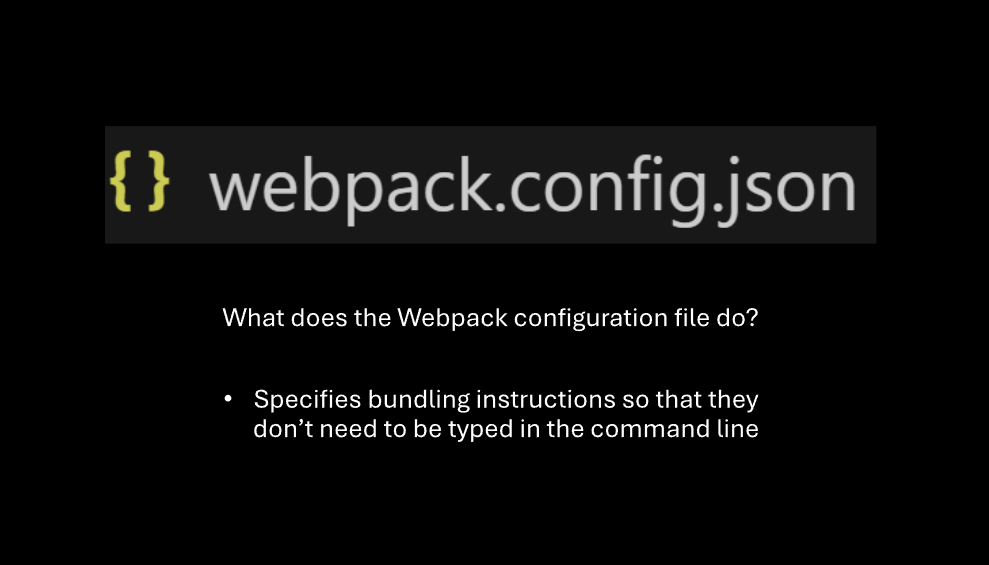 { } webpack.config.json
What does the Webpack configuration file do?
• Specifies bundling instructions so that they
don’t need to be typed in the command line